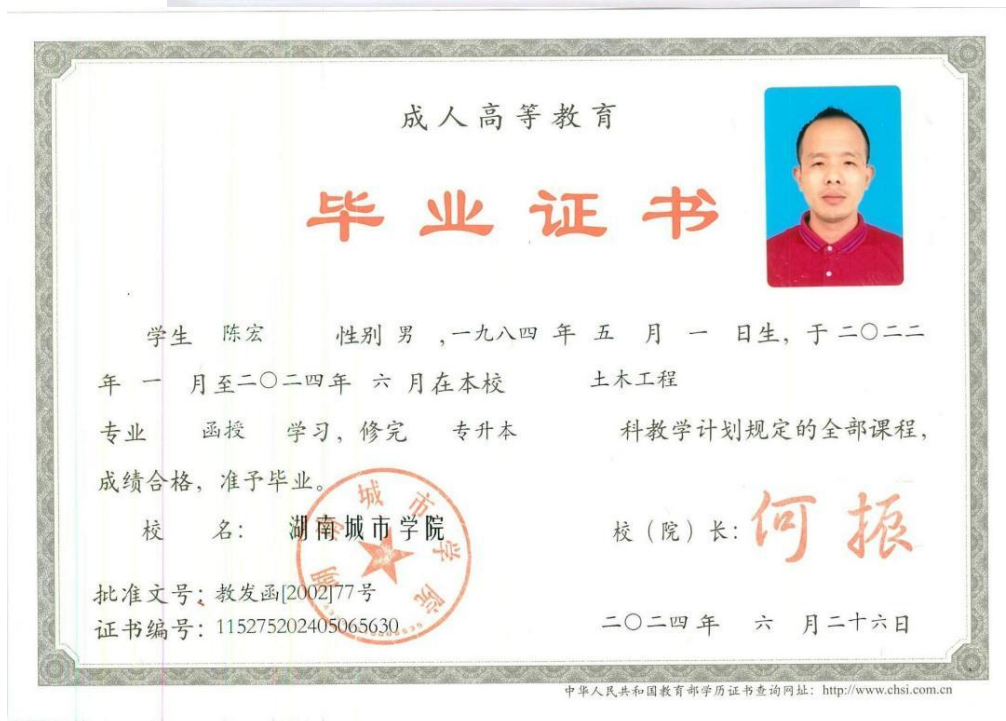 成人高等教育
毕业证书
学生 陈宏 性别 男 ,一九八四 年 五 月 一 日生, 于二〇二二
年 一 月至二〇二四年 六 月在本校 土木工程
专业 函授 学习, 修完 专升本 科教学计划规定的全部课程,
成绩合格, 准予毕业。
湖南城市学院
校 名: 湖南城市学院 校(院)长: 何振
批准文号: 教发函[2002]77号
证书编号: 115275202405065630 二〇二四年 六 月二十六日
中华人民共和国教育部学历证书查询网址: http://www.chsi.com.cn